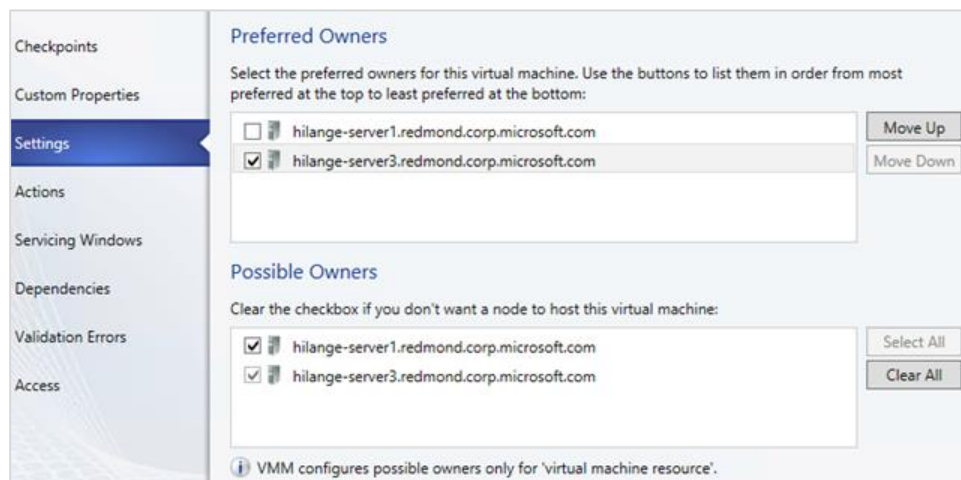 Checkpoints
Custom Properties
Settings
Actions
Servicing Windows
Dependencies
Validation Errors
Access
Preferred Owners
Select the preferred owners for this virtual machine. Use the buttons to list them in order from most
preferred at the top to least preferred at the bottom:
hilange-server1.redmond.corp.microsoft.com
hilange-server3.redmond.corp.microsoft.com
Move Up
Move Down
Possible Owners
Clear the checkbox if you don't want a node to host this virtual machine:
hilange-server1.redmond.corp.microsoft.com
hilange-server3.redmond.corp.microsoft.com
Select All
Clear All
VMM configures possible owners only for 'virtual machine resource'.